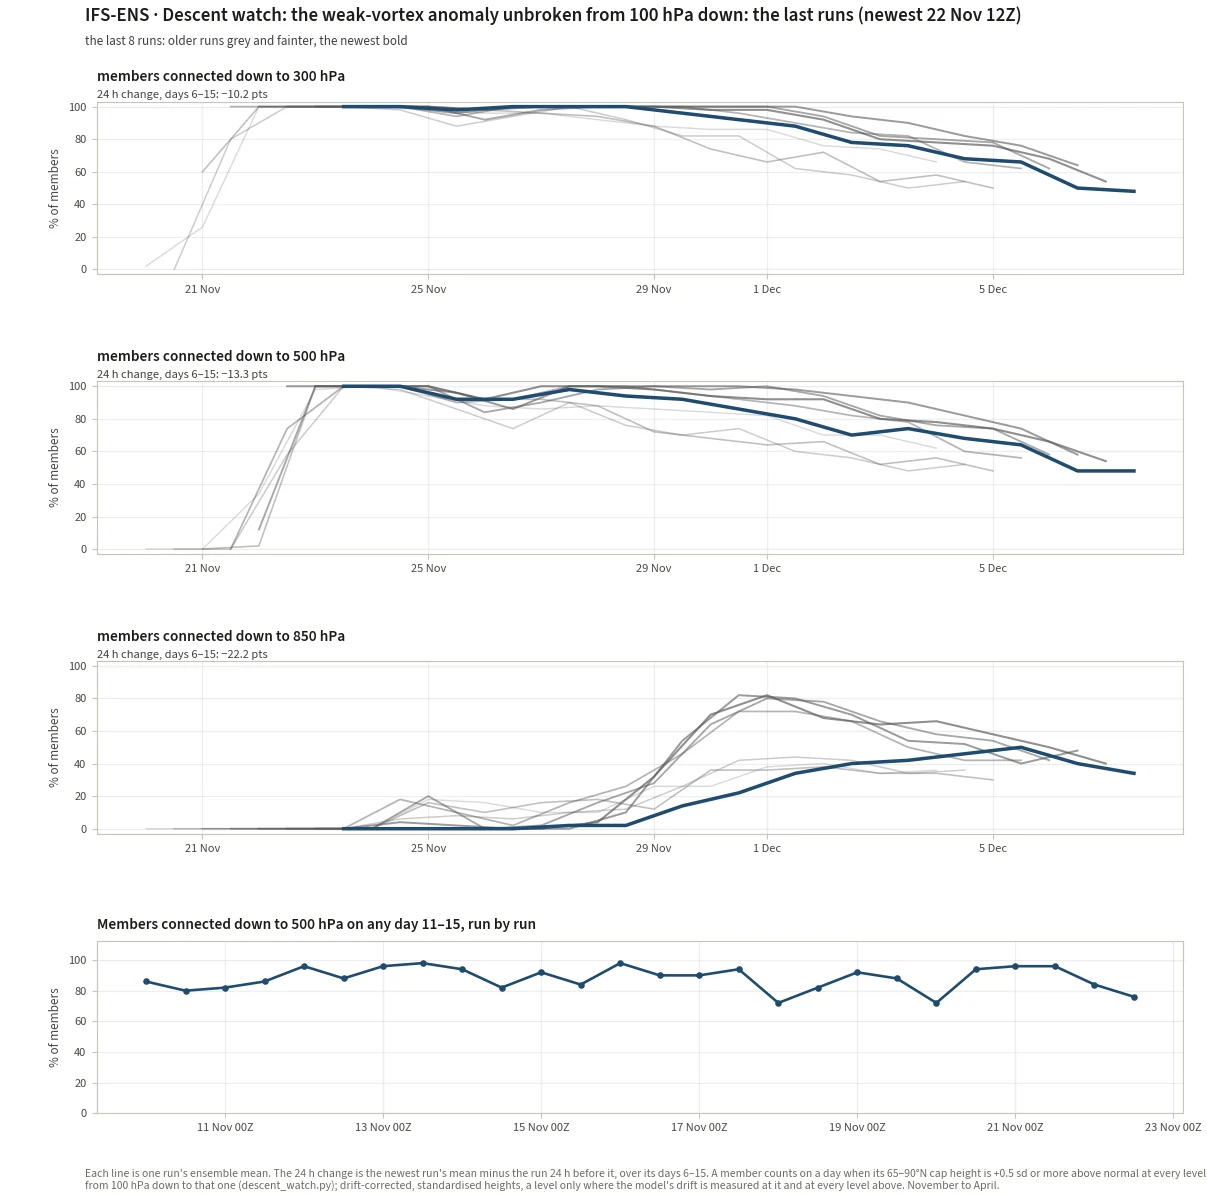 IFS-ENS · Descent watch: the weak-vortex anomaly unbroken from 100 hPa down: the last runs (newest 22 Nov 12Z)
the last 8 runs: older runs grey and fainter, the newest bold
members connected down to 300 hPa
24 h change, days 6–15: −10.2 pts
% of members
100
80
60
40
20
0
21 Nov
25 Nov
29 Nov
1 Dec
5 Dec
members connected down to 500 hPa
24 h change, days 6–15: −13.3 pts
% of members
100
80
60
40
20
0
21 Nov
25 Nov
29 Nov
1 Dec
5 Dec
members connected down to 850 hPa
24 h change, days 6–15: −22.2 pts
% of members
100
80
60
40
20
0
21 Nov
25 Nov
29 Nov
1 Dec
5 Dec
Members connected down to 500 hPa on any day 11–15, run by run
% of members
100
80
60
40
20
0
11 Nov 00Z
13 Nov 00Z
15 Nov 00Z
17 Nov 00Z
19 Nov 00Z
21 Nov 00Z
23 Nov 00Z
Each line is one run's ensemble mean. The 24 h change is the newest run's mean minus the run 24 h before it, over its days 6–15. A member counts on a day when its 65–90°N cap height is +0.5 sd or more above normal at every level
from 100 hPa down to that one (descent_watch.py); drift-corrected, standardised heights, a level only where the model's drift is measured at it and at every level above. November to April.